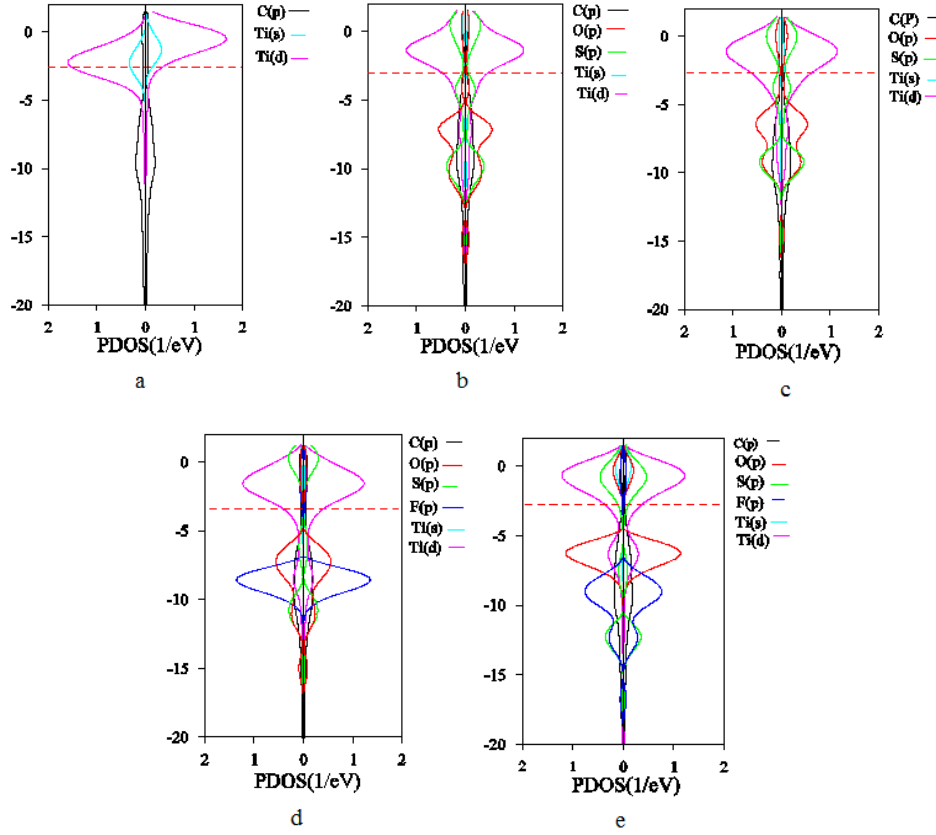 C(p)
Ti(s)
Ti(d)
0
-5
-10
-15
-20
2 1 0 1 2
PDOS(1/eV)
a
C(p)
O(p)
S(p)
Ti(s)
Ti(d)
0
-5
-10
-15
-20
2 1 0 1 2
PDOS(1/eV
b
C(P)
O(p)
S(p)
Ti(s)
Ti(d)
0
-5
-10
-15
-20
2 1 0 1 2
PDOS(1/eV)
c
C(p)
O(p)
S(p)
F(p)
Ti(s)
Ti(d)
0
-5
-10
-15
-20
2 1 0 1 2
PDOS(1/eV)
d
C(p)
O(p)
S(p)
F(p)
Ti(s)
Ti(d)
0
-5
-10
-15
-20
2 1 0 1 2
PDOS(1/eV)
e